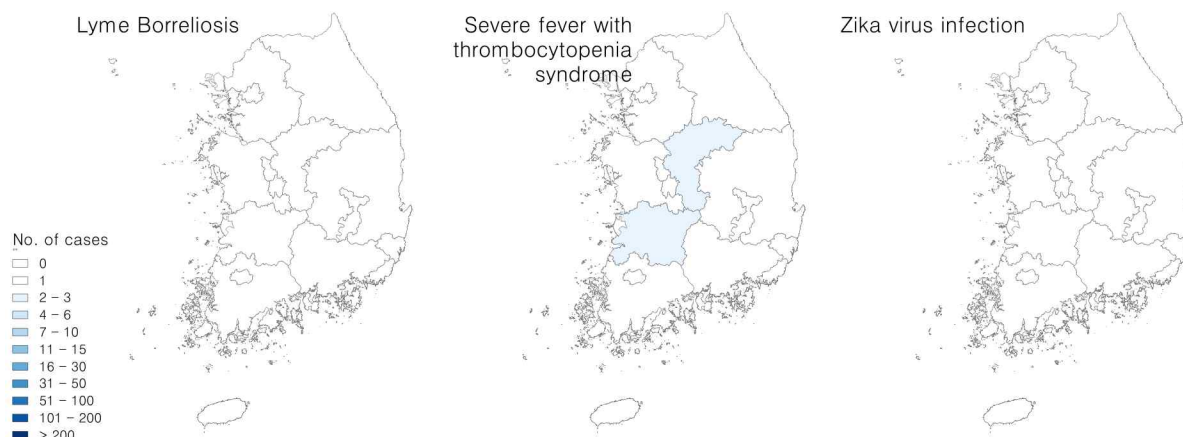 Lyme Borreliosis
Severe fever with
thrombocytopenia
syndrome
Zika virus infection
No. of cases
0
1
2 – 3
4 – 6
7 – 10
11 – 15
16 – 30
31 – 50
51 – 100
101 – 200
> 200